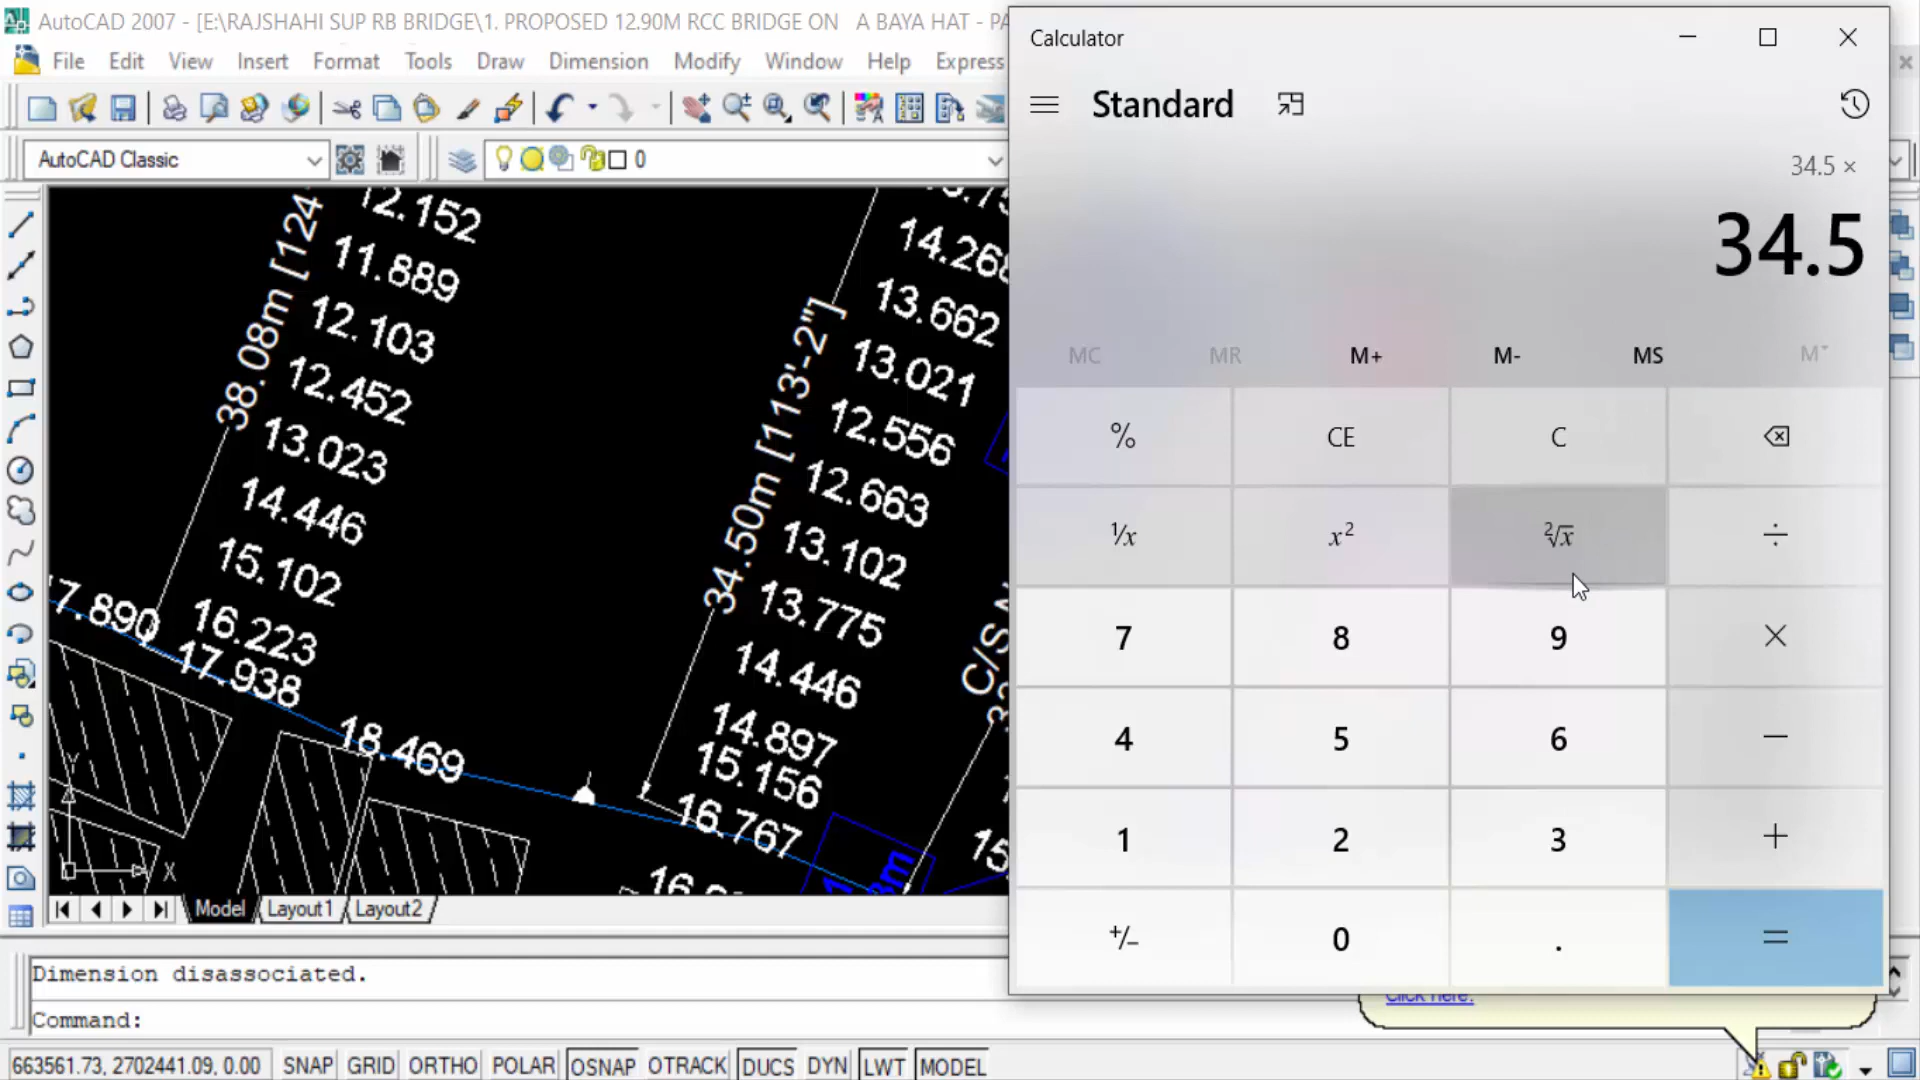 AutoCAD 2007 - [E:\RAJSHAHI SUP RB BRIDGE\1. PROPOSED 12.90M RCC BRIDGE ON A BAYA HAT - PA
File Edit View Insert Format Tools Draw Dimension Modify Window Help Express
AutoCAD Classic
0
38.08m [124
12.152
11.889
12.103
12.452
13.023
14.446
15.102
16.223
17.938
7.890
18.469
34.50m [113'-2"]
14.268
13.662
13.021
12.556
12.663
13.102
13.775
14.446
14.897
15.156
16.767
C/S
Y
X
Model Layout1 Layout2
Dimension disassociated.
Command:
663561.73, 2702441.09, 0.00 SNAP GRID ORTHO POLAR OSNAP OTRACK DUCS DYN LWT MODEL
Calculator
Standard
34.5 ×
34.5
MC MR M+ M- MS M˅
% CE C
¹/x x² ²√x ÷
7 8 9 ×
4 5 6 −
1 2 3 +
+/− 0 . =
Click here.